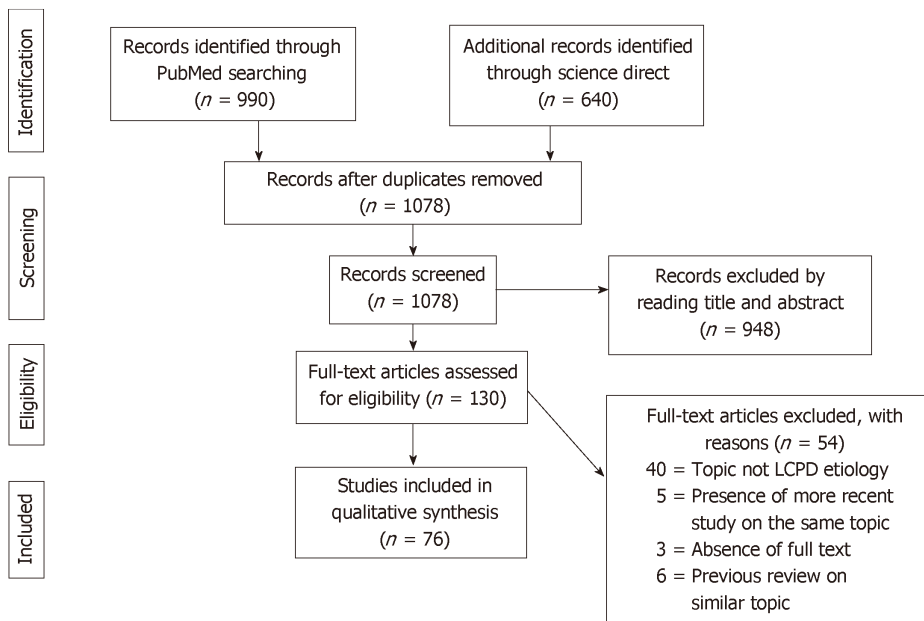 Identification
Records identified through
PubMed searching
(n = 990)
Additional records identified
through science direct
(n = 640)
Screening
Records after duplicates removed
(n = 1078)
Records screened
(n = 1078)
Records excluded by
reading title and abstract
(n = 948)
Eligibility
Full-text articles assessed
for eligibility (n = 130)
Full-text articles excluded, with
reasons (n = 54)
40 = Topic not LCPD etiology
5 = Presence of more recent
study on the same topic
3 = Absence of full text
6 = Previous review on
similar topic
Included
Studies included in
qualitative synthesis
(n = 76)